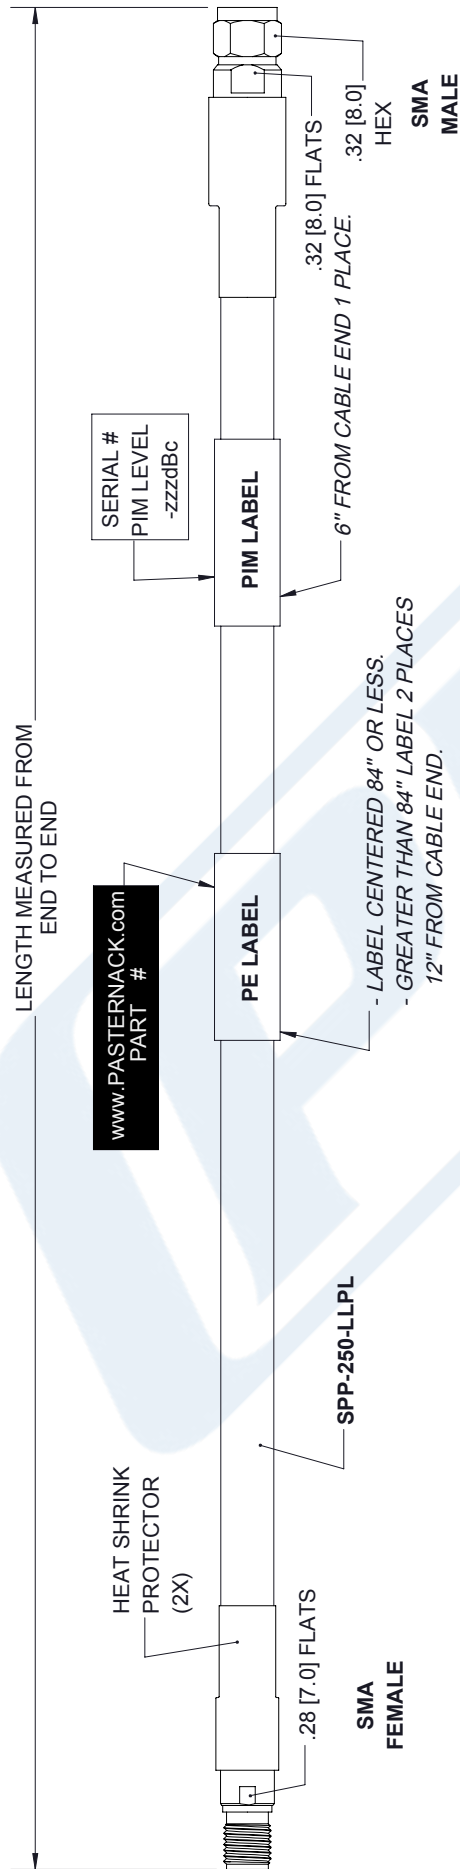 LENGTH MEASURED FROM
END TO END
HEAT SHRINK
PROTECTOR
(2X)
www.PASTERNACK.com
PART #
SERIAL #
PIM LEVEL
-zzzdBc
PE LABEL
PIM LABEL
.28 [7.0] FLATS
SMA
FEMALE
SPP-250-LLPL
- LABEL CENTERED 84" OR LESS.
- GREATER THAN 84" LABEL 2 PLACES
12" FROM CABLE END.
6" FROM CABLE END 1 PLACE.
.32 [8.0] FLATS
.32 [8.0]
HEX
SMA
MALE